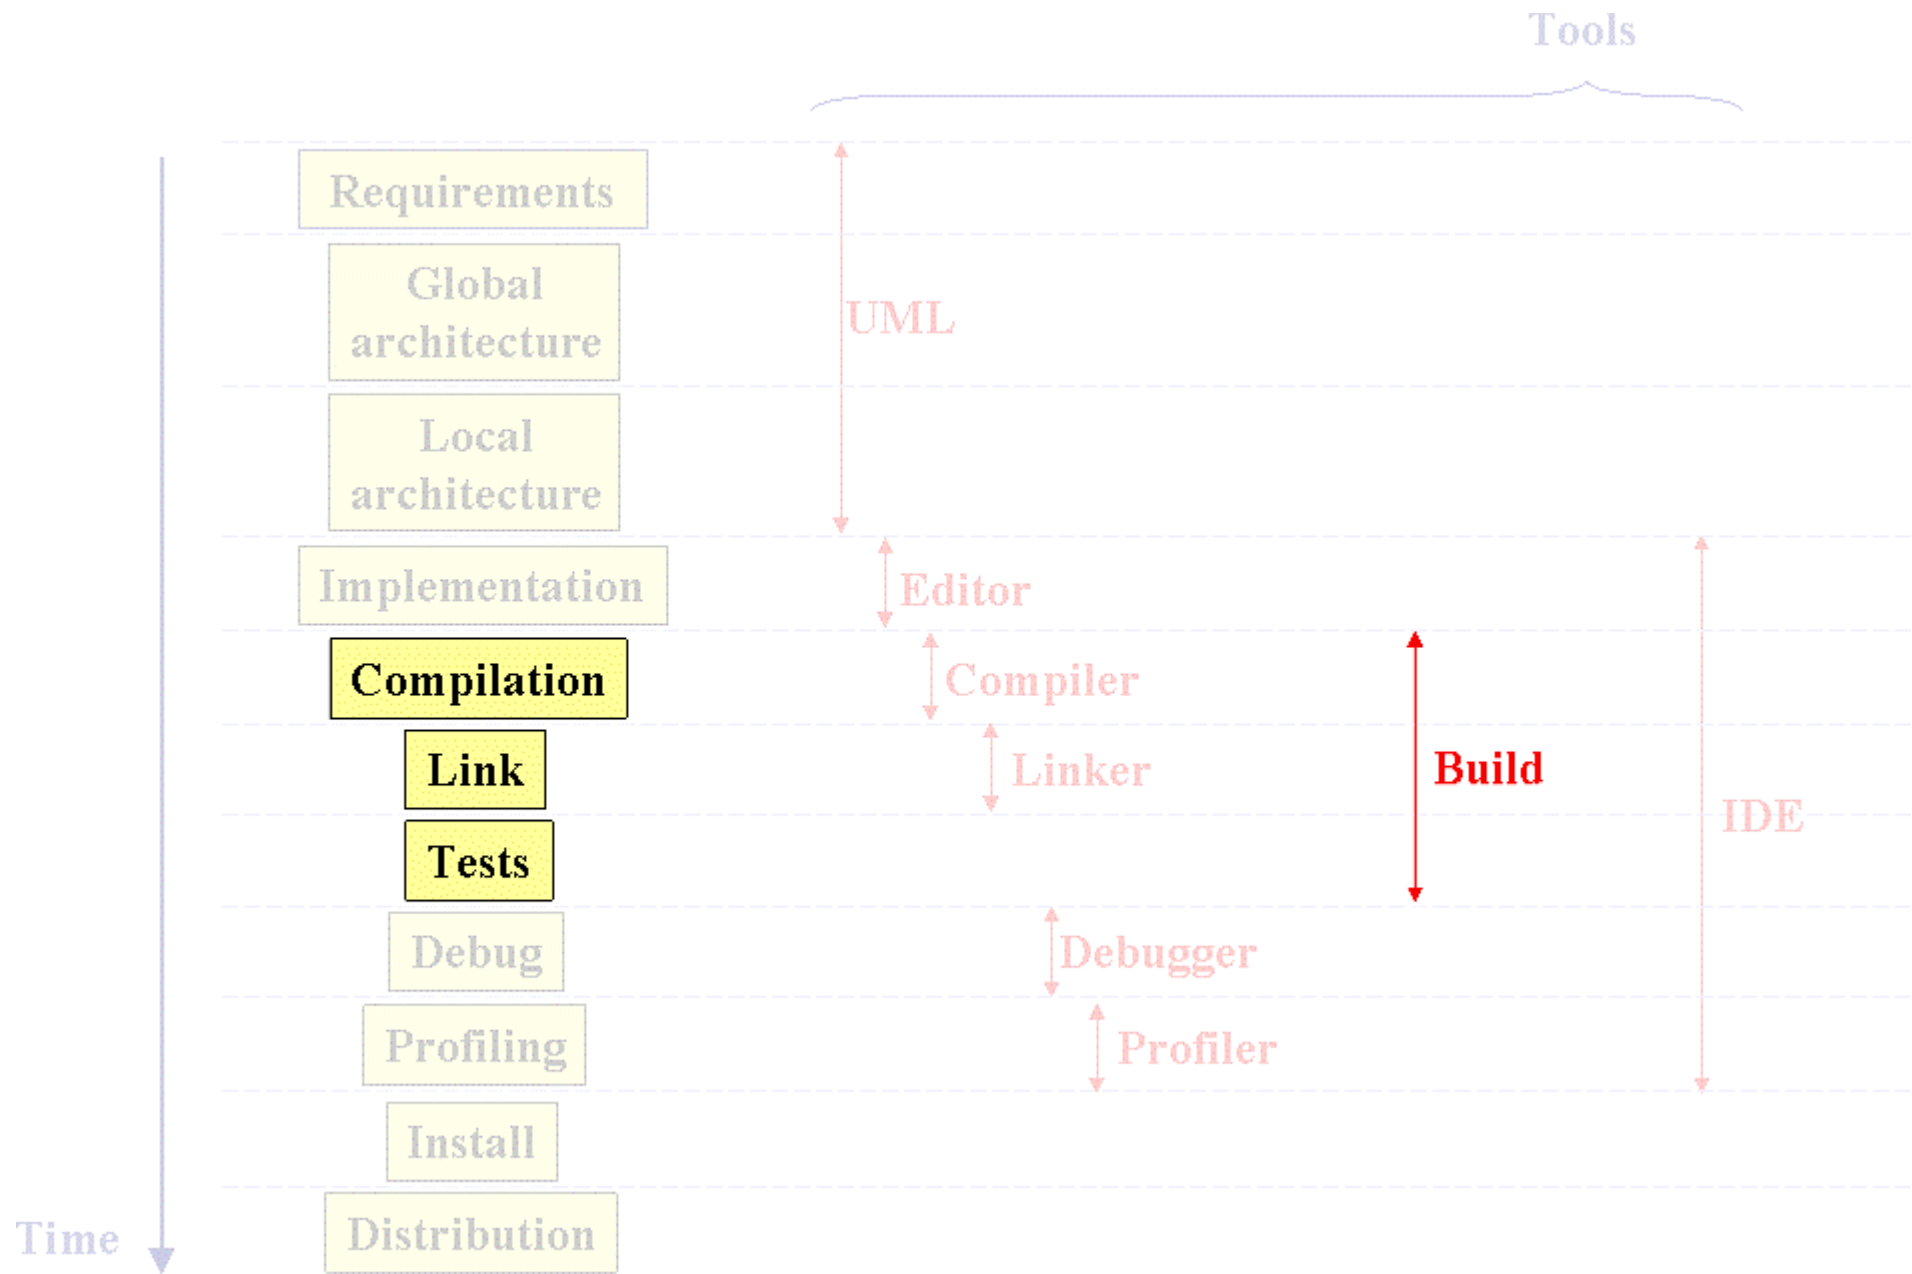 Tools
Requirements
Global
architecture
UML
Local
architecture
Implementation
Editor
Compilation
Compiler
Link
Linker
Build
IDE
Tests
Debug
Debugger
Profiling
Profiler
Install
Distribution
Time